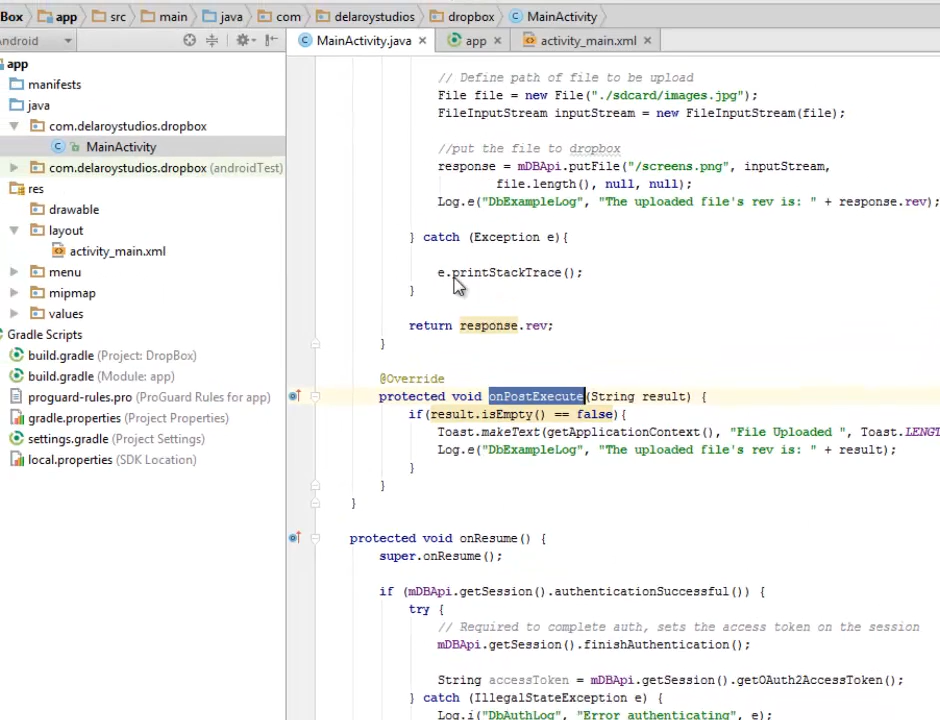 Box app src main java com delaroystudios dropbox MainActivity
Android
MainActivity.java app activity_main.xml
app
manifests
java
com.delaroystudios.dropbox
MainActivity
com.delaroystudios.dropbox (androidTest)
res
drawable
layout
activity_main.xml
menu
mipmap
values
Gradle Scripts
build.gradle (Project: DropBox)
build.gradle (Module: app)
proguard-rules.pro (ProGuard Rules for app)
gradle.properties (Project Properties)
settings.gradle (Project Settings)
local.properties (SDK Location)
// Define path of file to be upload
File file = new File("./sdcard/images.jpg");
FileInputStream inputStream = new FileInputStream(file);
//put the file to dropbox
response = mDBApi.putFile("/screens.png", inputStream,
file.length(), null, null);
Log.e("DbExampleLog", "The uploaded file's rev is: " + response.rev);
} catch (Exception e){
e.printStackTrace();
}
return response.rev;
}
@Override
protected void onPostExecute(String result) {
if(result.isEmpty() == false){
Toast.makeText(getApplicationContext(), "File Uploaded ", Toast.LENGT
Log.e("DbExampleLog", "The uploaded file's rev is: " + result);
}
}
}
protected void onResume() {
super.onResume();
if (mDBApi.getSession().authenticationSuccessful()) {
try {
// Required to complete auth, sets the access token on the session
mDBApi.getSession().finishAuthentication();
String accessToken = mDBApi.getSession().getOAuth2AccessToken();
} catch (IllegalStateException e) {
Log.i("DbAuthLog", "Error authenticating", e);